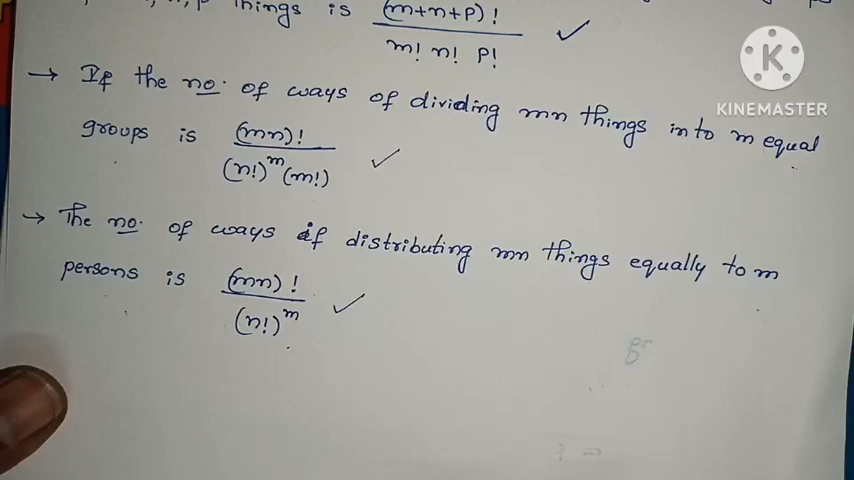 things is (m+n+p)! / m! n! p! ✓
→ If the no. of ways of dividing mn things into m equal
groups is (mn)! / (n!)^m (m!) ✓
→ The no. of ways if distributing mn things equally to m
persons is (mn)! / (n!)^m ✓
K
KINEMASTER